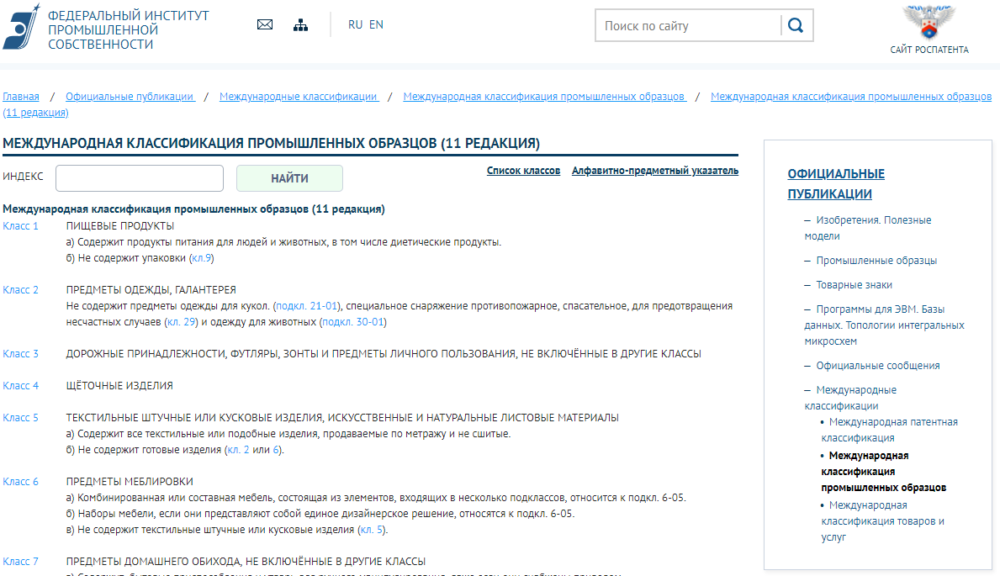 ФЕДЕРАЛЬНЫЙ ИНСТИТУТ
ПРОМЫШЛЕННОЙ
СОБСТВЕННОСТИ
RU EN
Поиск по сайту
САЙТ РОСПАТЕНТА
Главная / Официальные публикации / Международные классификации / Международная классификация промышленных образцов / Международная классификация промышленных образцов
(11 редакция)
МЕЖДУНАРОДНАЯ КЛАССИФИКАЦИЯ ПРОМЫШЛЕННЫХ ОБРАЗЦОВ (11 РЕДАКЦИЯ)
ИНДЕКС
НАЙТИ
Список классов Алфавитно-предметный указатель
Международная классификация промышленных образцов (11 редакция)
Класс 1 ПИЩЕВЫЕ ПРОДУКТЫ
а) Содержит продукты питания для людей и животных, в том числе диетические продукты.
б) Не содержит упаковки (кл.9)
Класс 2 ПРЕДМЕТЫ ОДЕЖДЫ, ГАЛАНТЕРЕЯ
Не содержит предметы одежды для кукол. (подкл. 21-01), специальное снаряжение противопожарное, спасательное, для предотвращения
несчастных случаев (кл. 29) и одежду для животных (подкл. 30-01)
Класс 3 ДОРОЖНЫЕ ПРИНАДЛЕЖНОСТИ, ФУТЛЯРЫ, ЗОНТЫ И ПРЕДМЕТЫ ЛИЧНОГО ПОЛЬЗОВАНИЯ, НЕ ВКЛЮЧЁННЫЕ В ДРУГИЕ КЛАССЫ
Класс 4 ЩЁТОЧНЫЕ ИЗДЕЛИЯ
Класс 5 ТЕКСТИЛЬНЫЕ ШТУЧНЫЕ ИЛИ КУСКОВЫЕ ИЗДЕЛИЯ, ИСКУССТВЕННЫЕ И НАТУРАЛЬНЫЕ ЛИСТОВЫЕ МАТЕРИАЛЫ
а) Содержит все текстильные или подобные изделия, продаваемые по метражу и не сшитые.
б) Не содержит готовые изделия (кл. 2 или 6).
Класс 6 ПРЕДМЕТЫ МЕБЛИРОВКИ
а) Комбинированная или составная мебель, состоящая из элементов, входящих в несколько подклассов, относится к подкл. 6-05.
б) Наборы мебели, если они представляют собой единое дизайнерское решение, относятся к подкл. 6-05.
в) Не содержит текстильные штучные или кусковые изделия (кл. 5).
Класс 7 ПРЕДМЕТЫ ДОМАШНЕГО ОБИХОДА, НЕ ВКЛЮЧЁННЫЕ В ДРУГИЕ КЛАССЫ
ОФИЦИАЛЬНЫЕ
ПУБЛИКАЦИИ
– Изобретения. Полезные
модели
– Промышленные образцы
– Товарные знаки
– Программы для ЭВМ. Базы
данных. Топологии интегральных
микросхем
– Официальные сообщения
– Международные
классификации
• Международная патентная
классификация
• Международная
классификация
промышленных образцов
• Международная
классификация товаров и
услуг